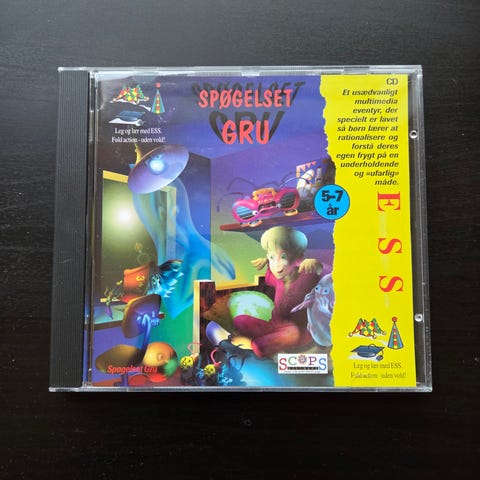 SPØGELSET
GRU
Leg og lær med ESS.
Fuld action - uden vold!
CD
Et usædvanligt
multimedia
eventyr, der
specielt er lavet
så børn lærer at
rationalisere og
forstå deres
egen frygt på en
underholdende
og «ufarlig»
måde.
5-7
år
ESS
Spøgelset Gru
SCOPS
SOFTWARE
Leg og lær med ESS.
Fuld action - uden vold!